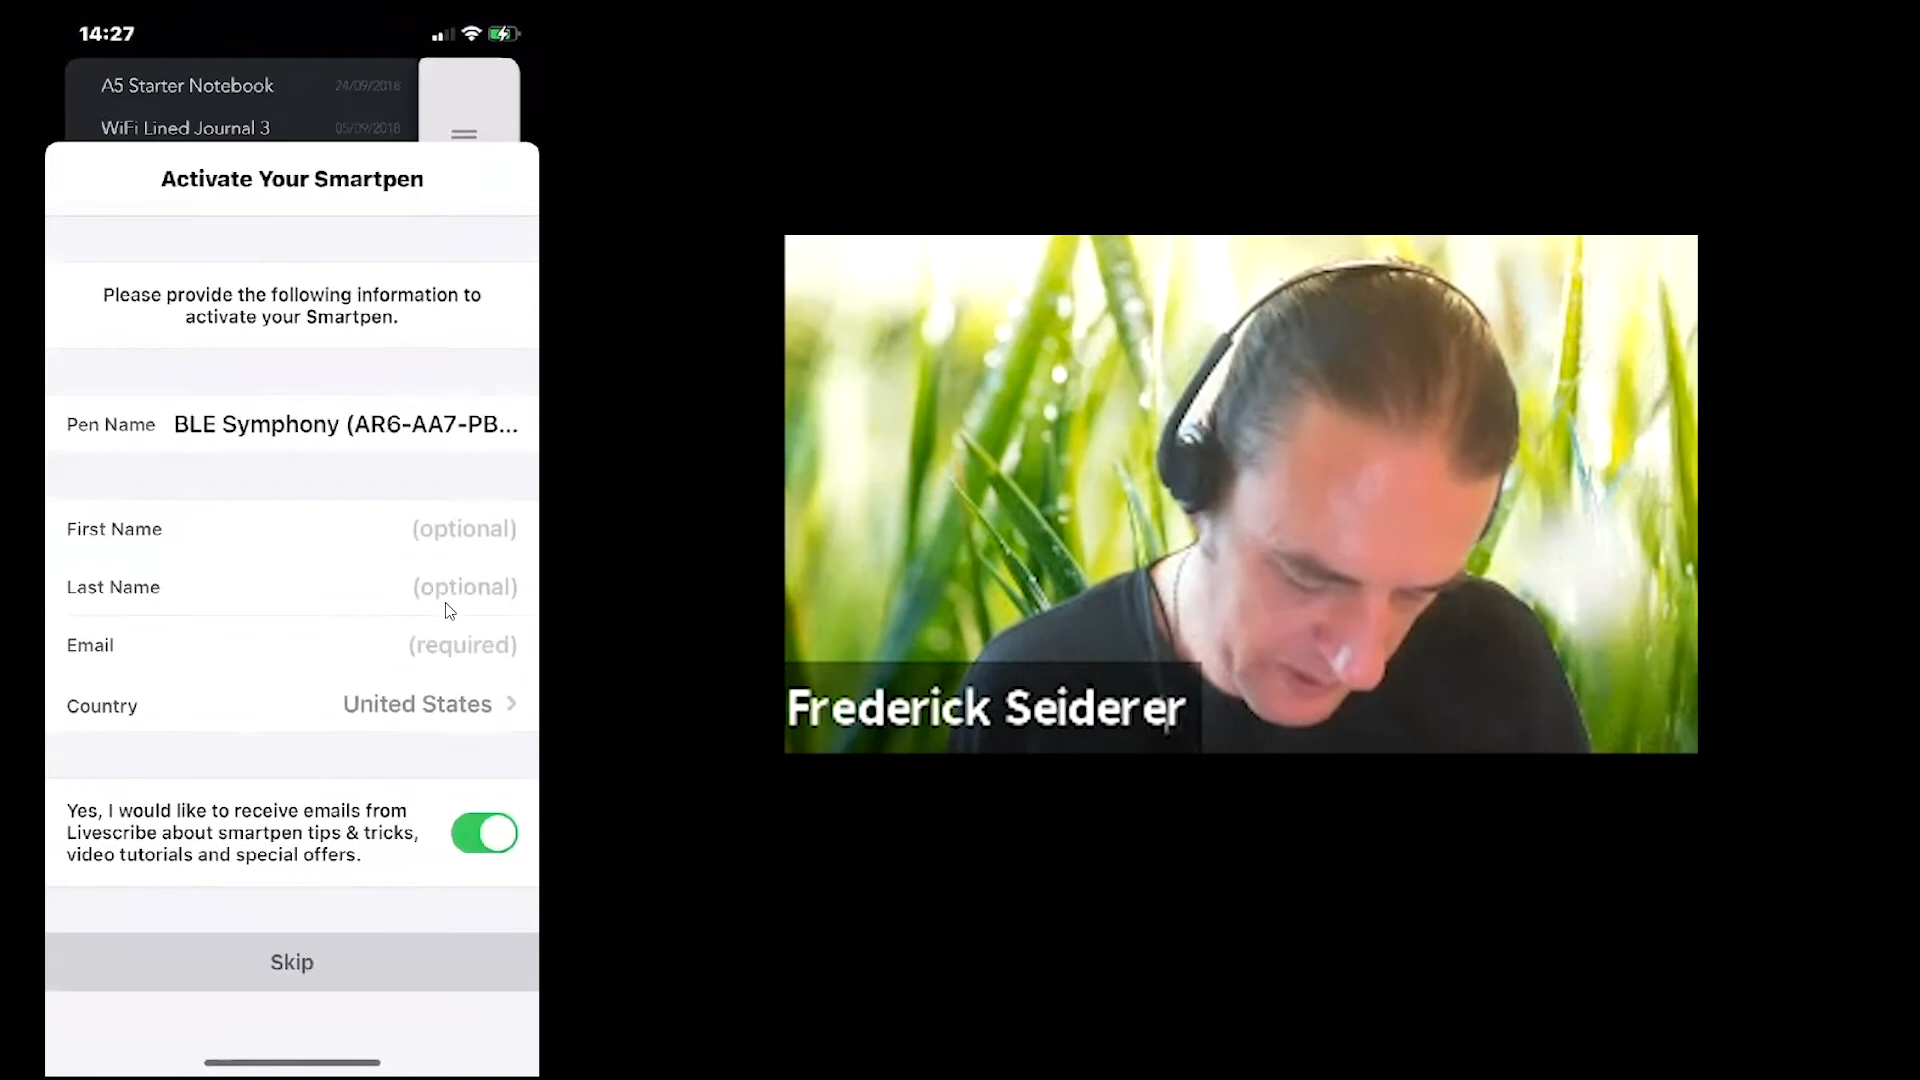 14:27
A5 Starter Notebook 24/09/2018
WiFi Lined Journal 3 05/09/2018
Activate Your Smartpen
Please provide the following information to
activate your Smartpen.
Pen Name BLE Symphony (AR6-AA7-PB...
First Name (optional)
Last Name (optional)
Email (required)
Country United States
Yes, I would like to receive emails from
Livescribe about smartpen tips & tricks,
video tutorials and special offers.
Skip
Frederick Seiderer